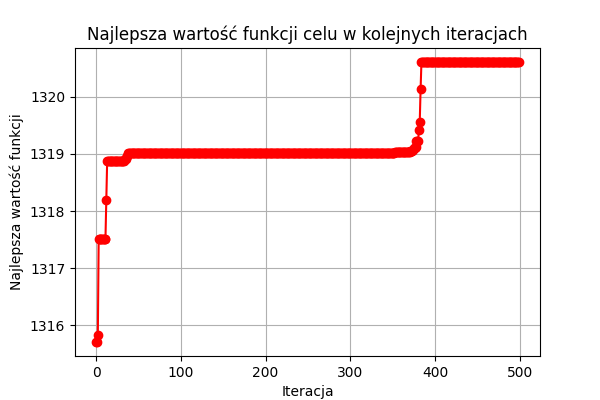 Najlepsza wartość funkcji celu w kolejnych iteracjach
1320
1319
1318
1317
1316
Najlepsza wartość funkcji
0 100 200 300 400 500
Iteracja